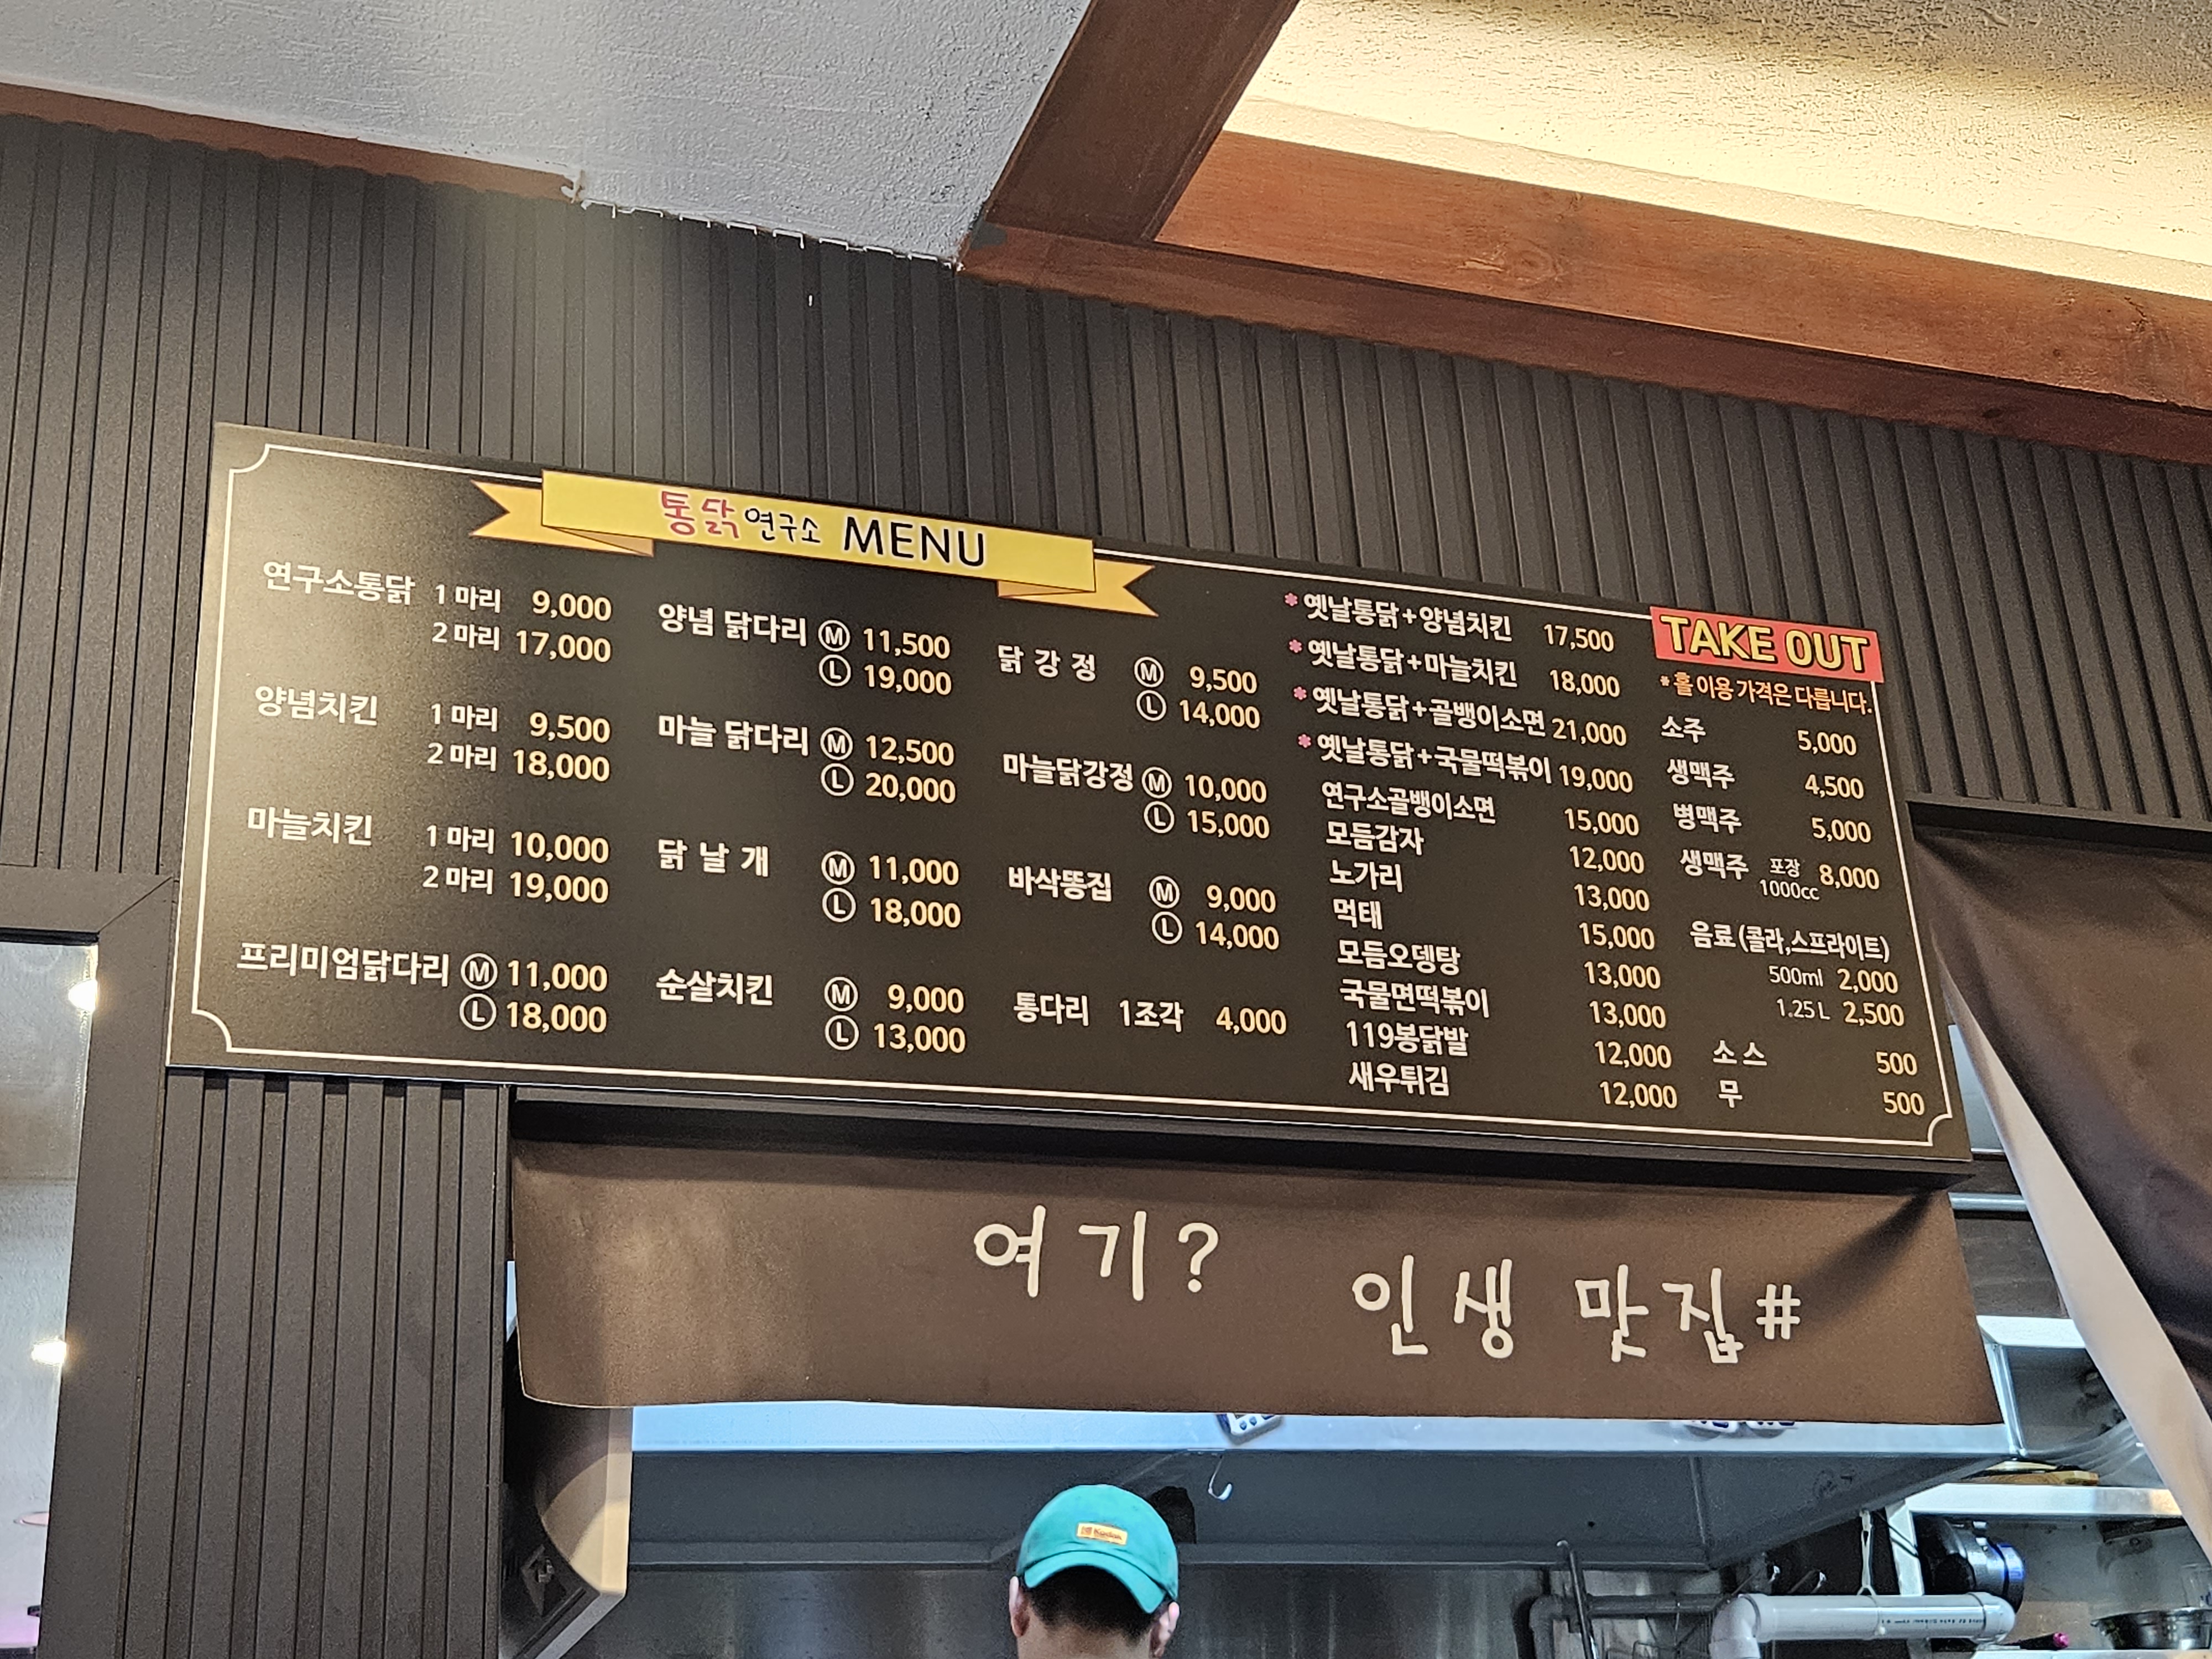 통닭연구소 MENU
연구소통닭 1마리 9,000
2마리 17,000
양념치킨 1마리 9,500
2마리 18,000
마늘치킨 1마리 10,000
2마리 19,000
프리미엄닭다리 Ⓜ 11,000
Ⓛ 18,000
양념 닭다리 Ⓜ 11,500
Ⓛ 19,000
마늘 닭다리 Ⓜ 12,500
Ⓛ 20,000
닭 날 개 Ⓜ 11,000
Ⓛ 18,000
순살치킨 Ⓜ 9,000
Ⓛ 13,000
닭 강 정 Ⓜ 9,500
Ⓛ 14,000
마늘닭강정 Ⓜ 10,000
Ⓛ 15,000
바삭똥집 Ⓜ 9,000
Ⓛ 14,000
통다리 1조각 4,000
*옛날통닭+양념치킨 17,500
*옛날통닭+마늘치킨 18,000
*옛날통닭+골뱅이소면 21,000
*옛날통닭+국물떡볶이 19,000
연구소골뱅이소면 15,000
모듬감자 12,000
노가리 13,000
먹태 15,000
모듬오뎅탕 13,000
국물면떡볶이 13,000
119봉닭발 12,000
새우튀김 12,000
TAKE OUT
*홀 이용 가격은 다릅니다.
소주 5,000
생맥주 4,500
병맥주 5,000
생맥주 포장 1000cc 8,000
음료(콜라,스프라이트)
500ml 2,000
1.25L 2,500
소스 500
무 500
여기?
인생 맛집#
Kodak